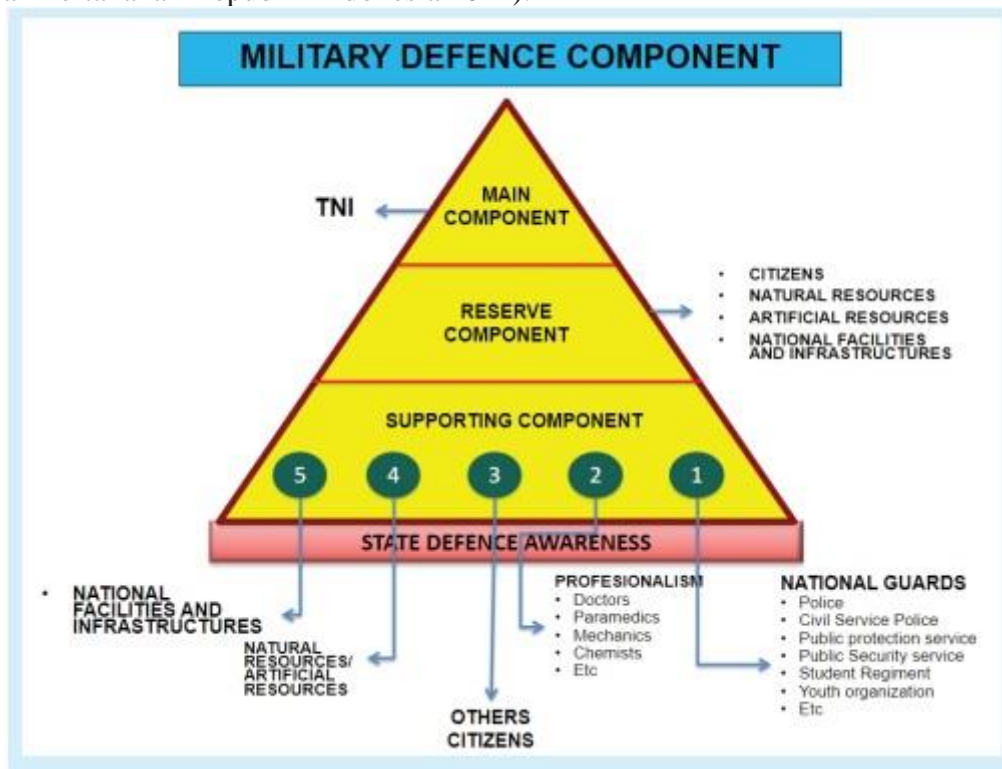 MILITARY DEFENCE COMPONENT
MAIN
COMPONENT
TNI
RESERVE
COMPONENT
• CITIZENS
• NATURAL RESOURCES
• ARTIFICIAL RESOURCES
• NATIONAL FACILITIES
AND INFRASTRUCTURES
SUPPORTING COMPONENT
5
4
3
2
1
STATE DEFENCE AWARENESS
• NATIONAL
FACILITIES AND
INFRASTRUCTURES
NATURAL
RESOURCES/
ARTIFICIAL
RESOURCES
OTHERS
CITIZENS
PROFESIONALISM
• Doctors
• Paramedics
• Mechanics
• Chemists
• Etc
NATIONAL GUARDS
• Police
• Civil Service Police
• Public protection service
• Public Security service
• Student Regiment
• Youth organization
• Etc